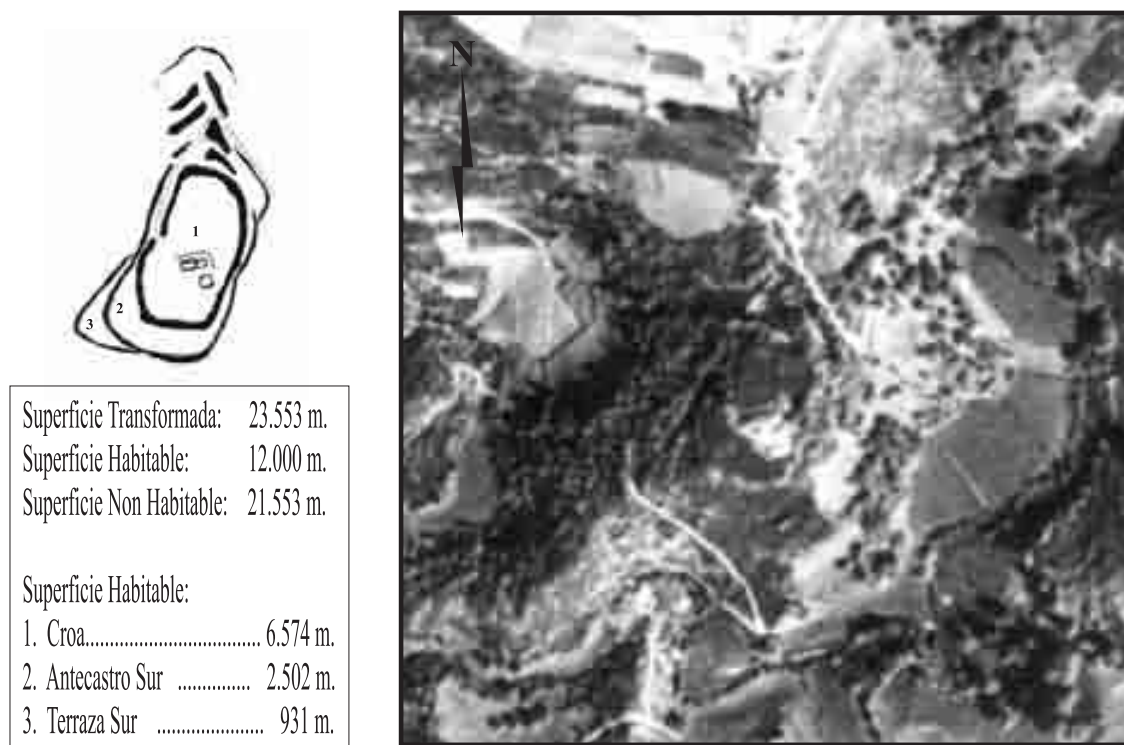 N
1
2
3
Superficie Transformada: 23.553 m.
Superficie Habitable: 12.000 m.
Superficie Non Habitable: 21.553 m.
Superficie Habitable:
1. Croa.................................... 6.574 m.
2. Antecastro Sur ............... 2.502 m.
3. Terraza Sur ...................... 931 m.